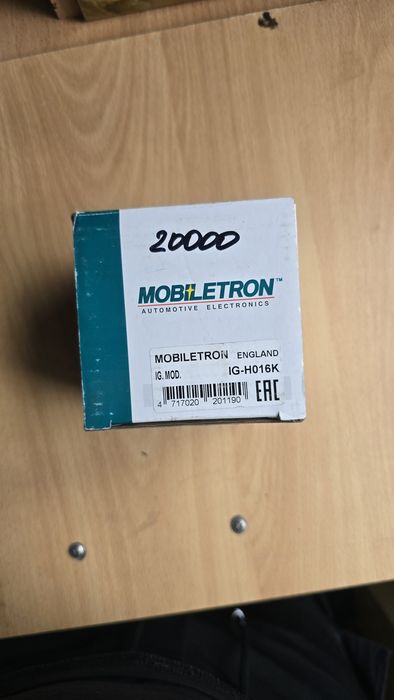 20000
MOBILETRON™
AUTOMOTIVE ELECTRONICS
MOBILETRON ENGLAND
IG. MOD. IG-H016K
4 717020 201190 EAC